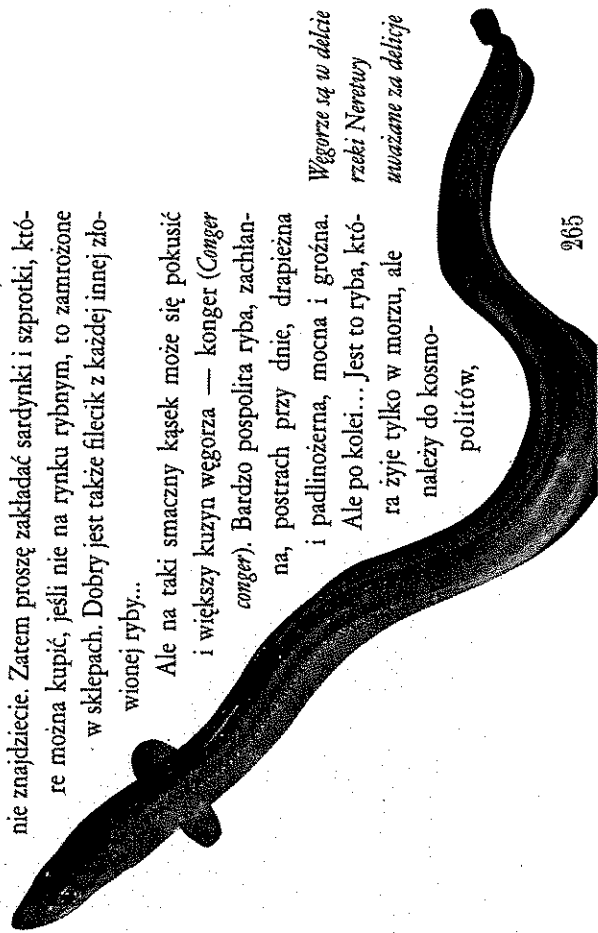 nie znajdziecie. Zatem proszę zakładać sardynki i szprotki, któ-
re można kupić, jeśli nie na rynku rybnym, to zamrożone
w sklepach. Dobry jest także filecik z każdej innej zło-
wionej ryby...
Ale na taki smaczny kąsek może się pokusić
i większy kuzyn węgorza — konger (Conger
conger). Bardzo pospolita ryba, zachłan-
na, postrach przy dnie, drapieżna
i padlinożerna, mocna i groźna.
Ale po kolei... Jest to ryba, któ-
ra żyje tylko w morzu, ale
należy do kosmo-
politów,
Węgorze są w delcie
rzeki Neretwy
uważane za delicje
265